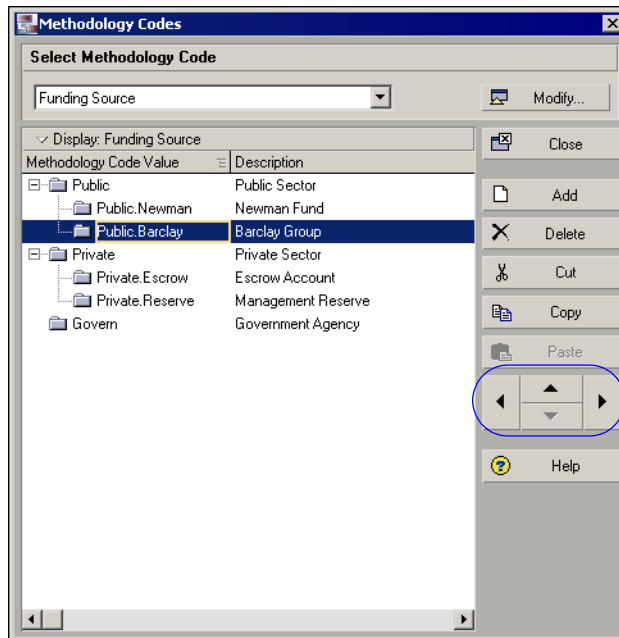 Methodology Codes
Select Methodology Code
Funding Source
Modify...
Display: Funding Source
Close
Methodology Code Value Description
Public Public Sector
Add
Public.Newman Newman Fund
Public.Barclay Barclay Group
Delete
Private Private Sector
Private.Escrow Escrow Account
Cut
Private.Reserve Management Reserve
Copy
Govern Government Agency
Paste
Help